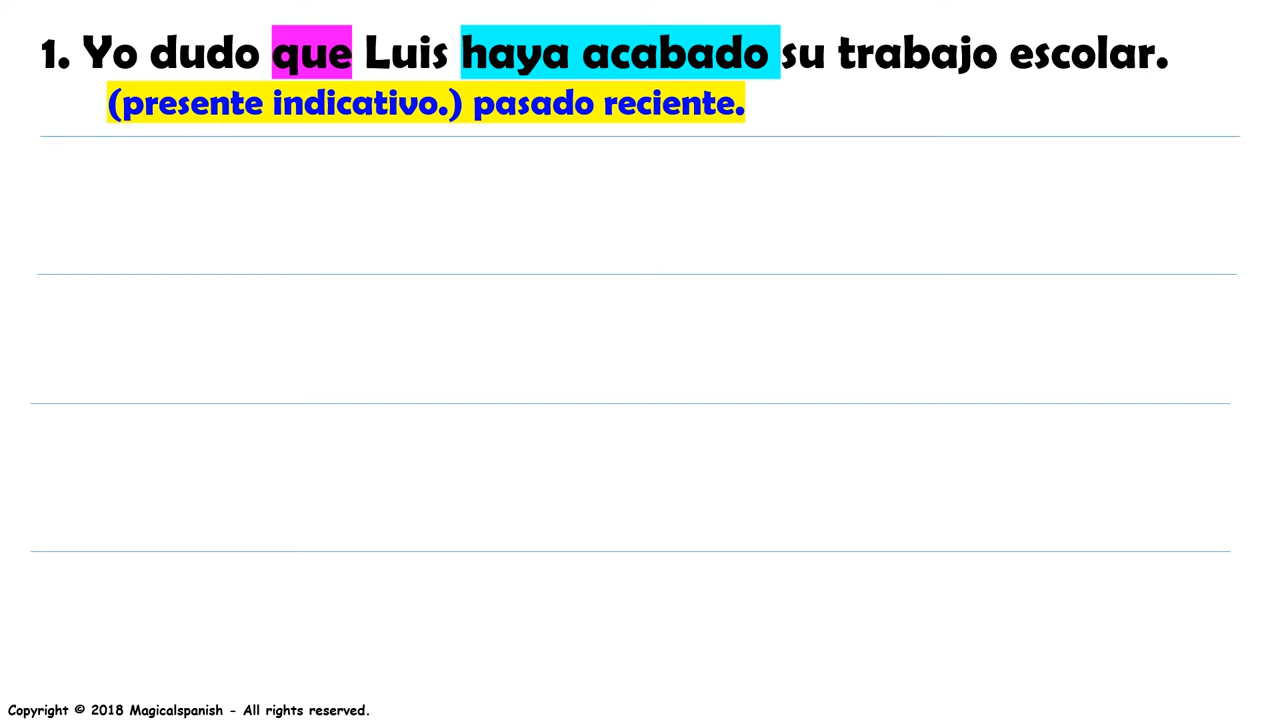 1. Yo dudo que Luis haya acabado su trabajo escolar.
(presente indicativo.) pasado reciente.
Copyright © 2018 Magicalspanish - All rights reserved.